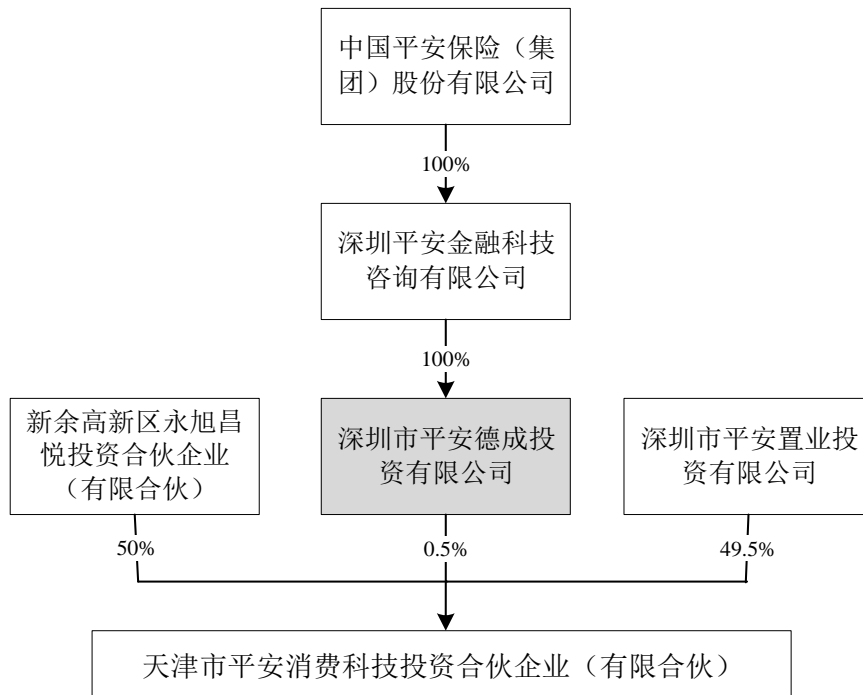 中国平安保险（集
团）股份有限公司
100%
深圳平安金融科技
咨询有限公司
100%
新余高新区永旭昌
悦投资合伙企业
（有限合伙）
深圳市平安德成投
资有限公司
深圳市平安置业投
资有限公司
50%
0.5%
49.5%
天津市平安消费科技投资合伙企业（有限合伙）